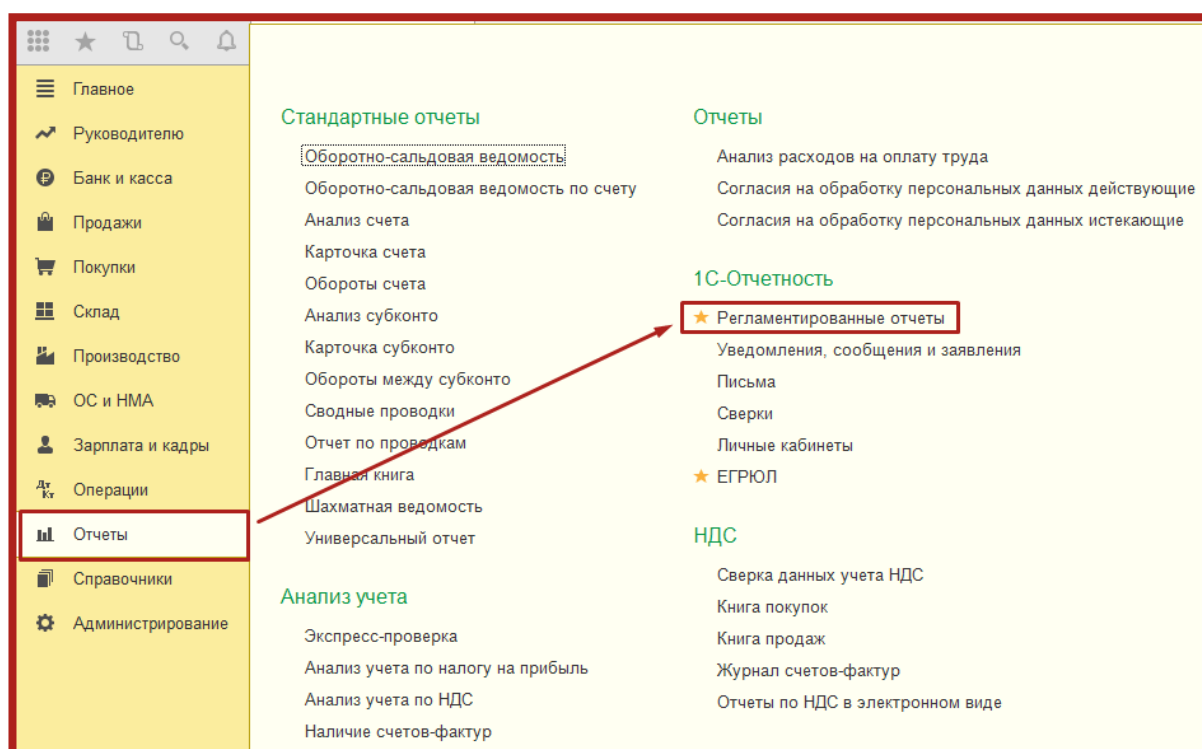 Главное
Руководителю
Банк и касса
Продажи
Покупки
Склад
Производство
ОС и НМА
Зарплата и кадры
Дт Кт Операции
Отчеты
Справочники
Администрирование
Стандартные отчеты
Оборотно-сальдовая ведомость
Оборотно-сальдовая ведомость по счету
Анализ счета
Карточка счета
Обороты счета
Анализ субконто
Карточка субконто
Обороты между субконто
Сводные проводки
Отчет по проводкам
Главная книга
Шахматная ведомость
Универсальный отчет
Анализ учета
Экспресс-проверка
Анализ учета по налогу на прибыль
Анализ учета по НДС
Наличие счетов-фактур
Отчеты
Анализ расходов на оплату труда
Согласия на обработку персональных данных действующие
Согласия на обработку персональных данных истекающие
1С-Отчетность
Регламентированные отчеты
Уведомления, сообщения и заявления
Письма
Сверки
Личные кабинеты
ЕГРЮЛ
НДС
Сверка данных учета НДС
Книга покупок
Книга продаж
Журнал счетов-фактур
Отчеты по НДС в электронном виде